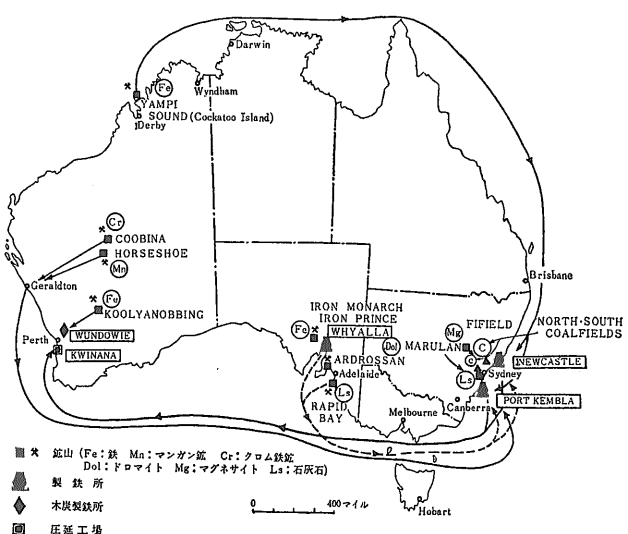 Darwin
Fe
Wyndham
YAMPI
SOUND (Cockatoo Island)
Derby
Cr
COOBINA
HORSESHOE
Mn
Geraldton
Fe
KOOLYANOBBING
Perth
WUNDOWIE
KWINANA
Brisbane
IRON MONARCH
IRON PRINCE
Fe
WHYALLA
Dol
ARDROSSAN
Adelaide
Ls
RAPID
BAY
FIFIELD
Mg
MARULAN
C
C
Ls
NORTH·SOUTH
COALFIELDS
NEWCASTLE
Sydney
PORT KEMBLA
Canberra
Melbourne
Hobart
鉱山 (Fe:鉄 Mn:マンガン鉱 Cr:クロム鉄鉱
Dol:ドロマイト Mg:マグネサイト Ls:石灰石)
製鉄所
木炭製鉄所
圧延工場
0 400マイル